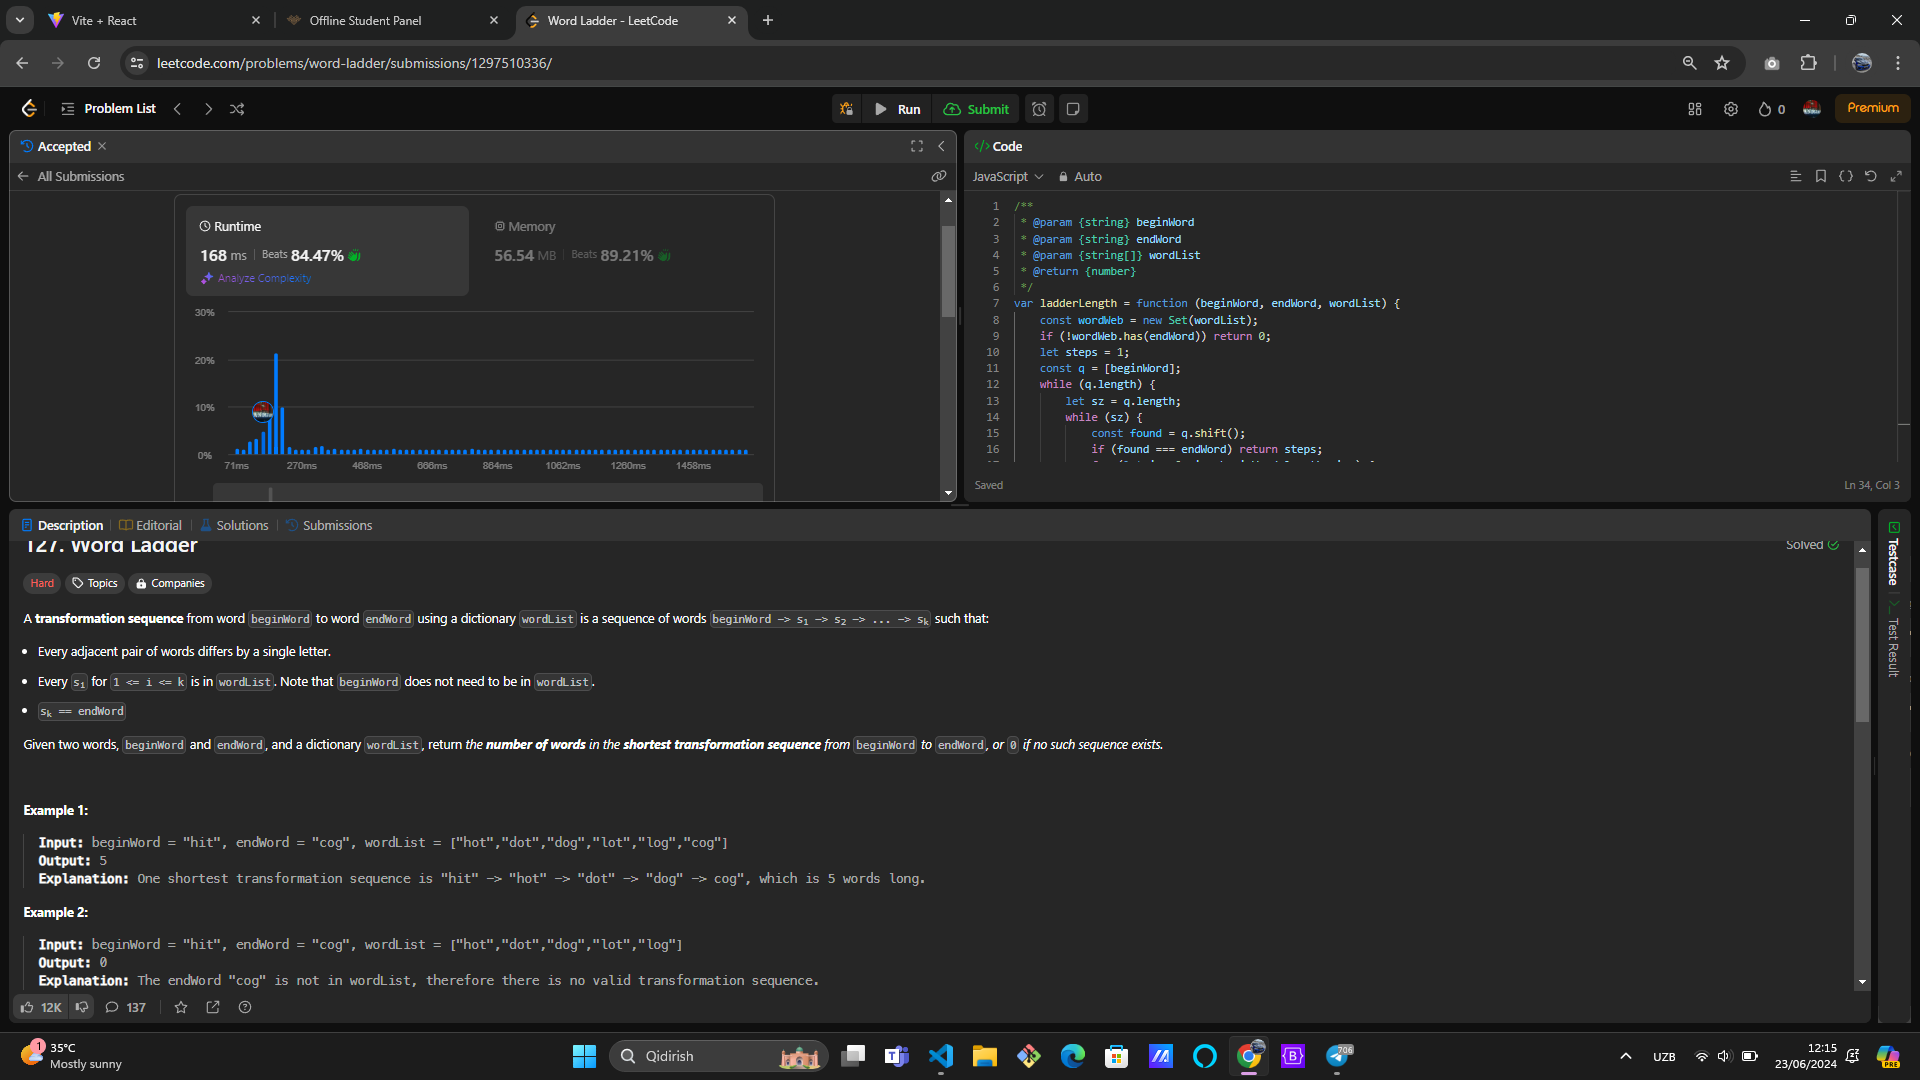 Vite + React
Offline Student Panel
Word Ladder - LeetCode
leetcode.com/problems/word-ladder/submissions/1297510336/
Problem List
Run
Submit
0
Premium
Accepted
All Submissions
Runtime
168 ms | Beats 84.47%
Analyze Complexity
Memory
56.54 MB | Beats 89.21%
30%
20%
10%
0%
71ms 270ms 468ms 666ms 864ms 1062ms 1260ms 1458ms
</> Code
JavaScript
Auto
1 /**
2 * @param {string} beginWord
3 * @param {string} endWord
4 * @param {string[]} wordList
5 * @return {number}
6 */
7 var ladderLength = function (beginWord, endWord, wordList) {
8 const wordWeb = new Set(wordList);
9 if (!wordWeb.has(endWord)) return 0;
10 let steps = 1;
11 const q = [beginWord];
12 while (q.length) {
13 let sz = q.length;
14 while (sz) {
15 const found = q.shift();
16 if (found === endWord) return steps;
Saved
Ln 34, Col 3
Description
Editorial
Solutions
Submissions
127. Word Ladder
Solved
Hard
Topics
Companies
A transformation sequence from word beginWord to word endWord using a dictionary wordList is a sequence of words beginWord -> s1 -> s2 -> ... -> sk such that:
• Every adjacent pair of words differs by a single letter.
• Every si for 1 <= i <= k is in wordList. Note that beginWord does not need to be in wordList.
• sk == endWord
Given two words, beginWord and endWord, and a dictionary wordList, return the number of words in the shortest transformation sequence from beginWord to endWord, or 0 if no such sequence exists.
Example 1:
Input: beginWord = "hit", endWord = "cog", wordList = ["hot","dot","dog","lot","log","cog"]
Output: 5
Explanation: One shortest transformation sequence is "hit" -> "hot" -> "dot" -> "dog" -> cog", which is 5 words long.
Example 2:
Input: beginWord = "hit", endWord = "cog", wordList = ["hot","dot","dog","lot","log"]
Output: 0
Explanation: The endWord "cog" is not in wordList, therefore there is no valid transformation sequence.
12K
137
Testcase
Test Result
1
35°C
Mostly sunny
Qidirish
706
UZB
12:15
23/06/2024
PRE